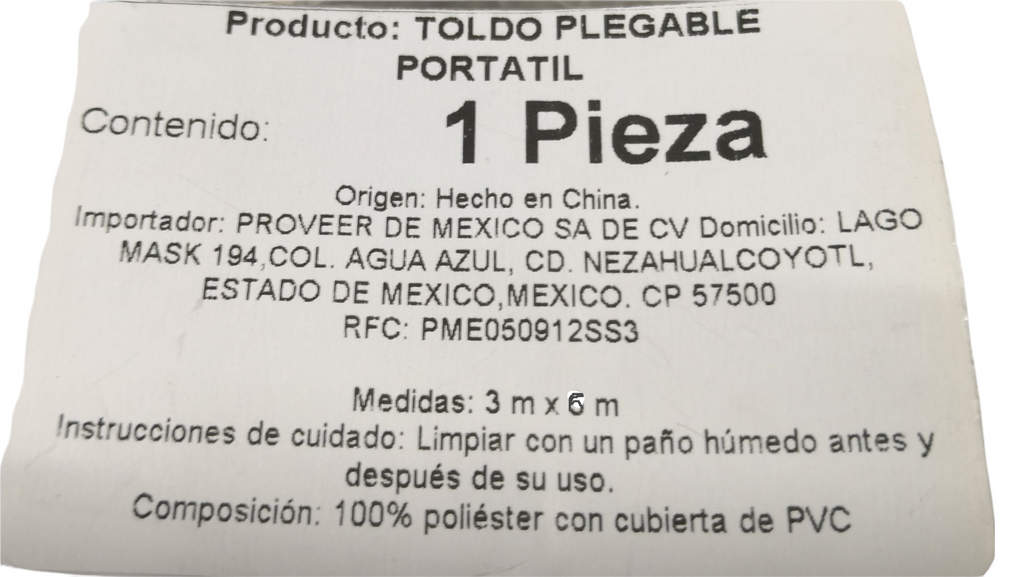 Producto: TOLDO PLEGABLE
PORTATIL
Contenido: 1 Pieza
Origen: Hecho en China.
Importador: PROVEER DE MEXICO SA DE CV Domicilio: LAGO
MASK 194,COL. AGUA AZUL, CD. NEZAHUALCOYOTL,
ESTADO DE MEXICO,MEXICO. CP 57500
RFC: PME050912SS3
Medidas: 3 m x m
Instrucciones de cuidado: Limpiar con un paño húmedo antes y
después de su uso.
Composición: 100% poliéster con cubierta de PVC